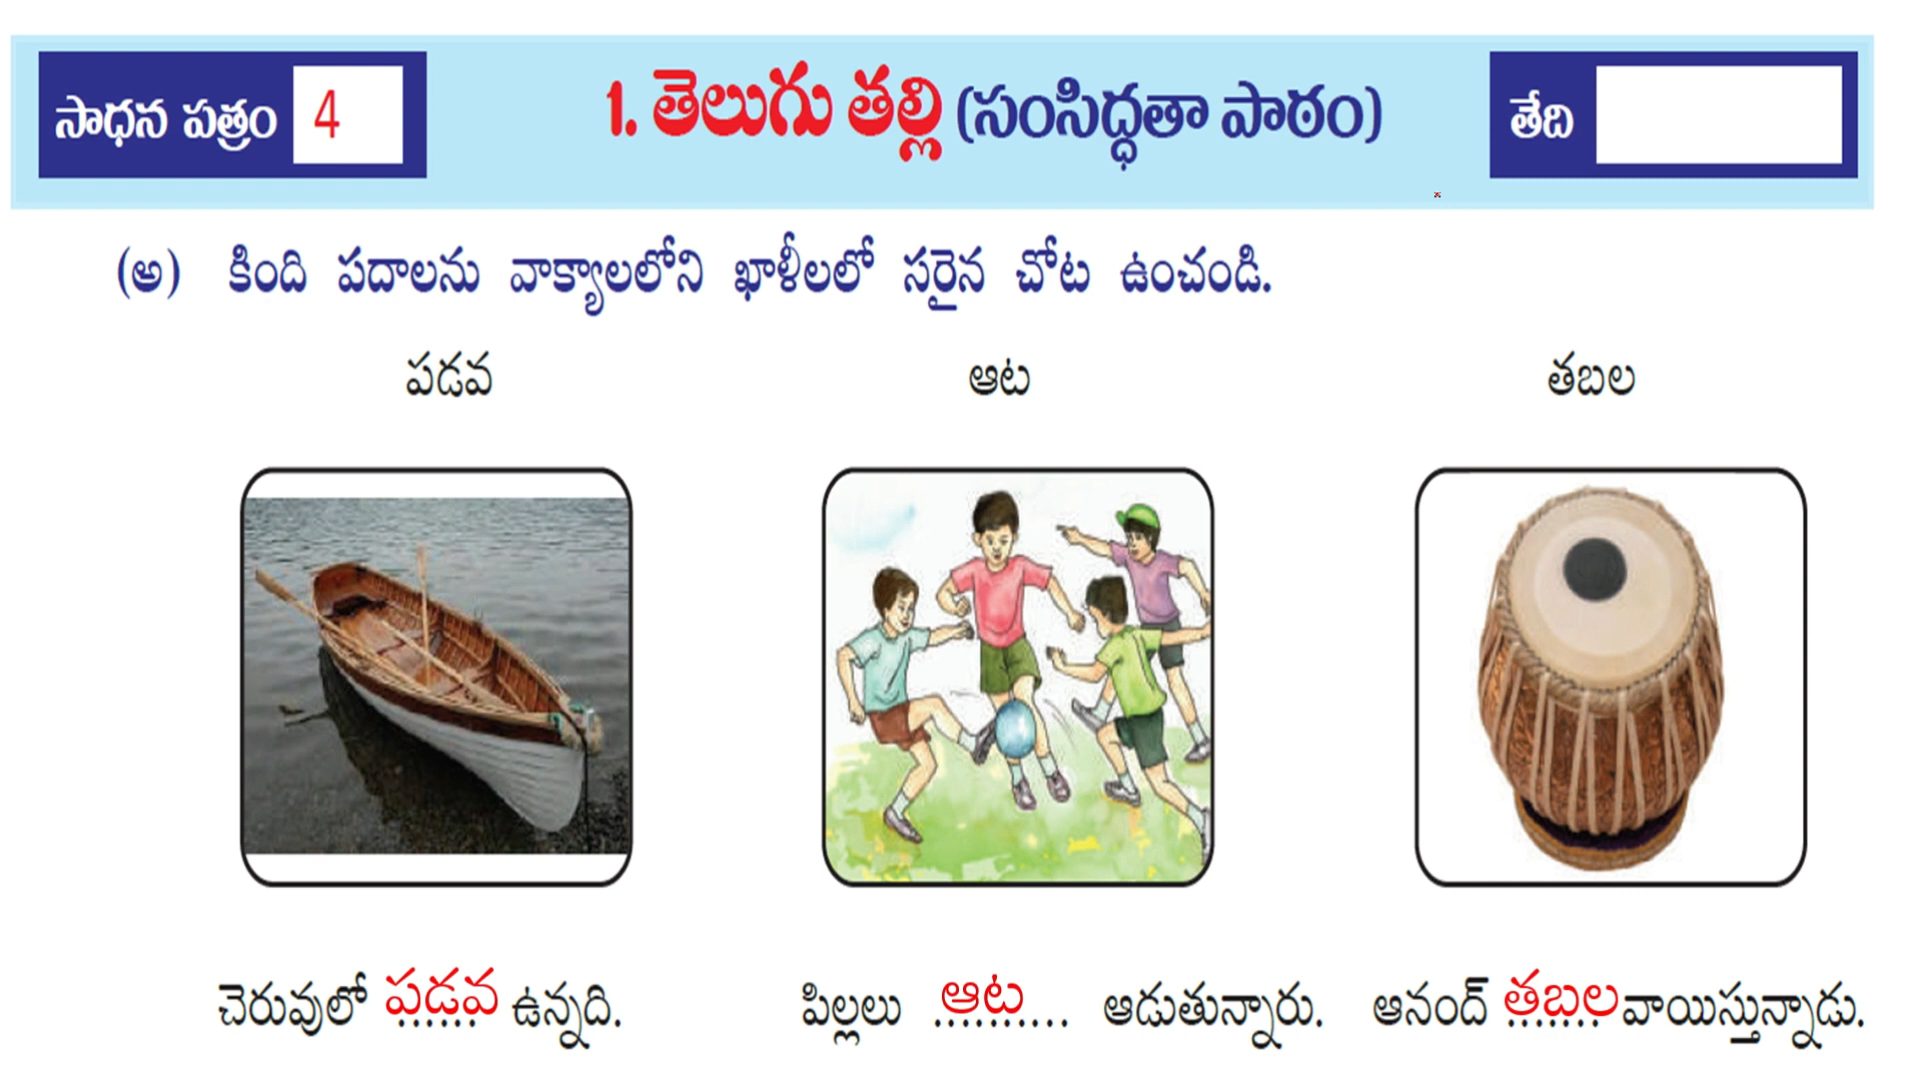 సాధన పత్రం 4 1. తెలుగు తల్లి (సంసిద్ధతా పాఠం) తేది
(అ) కింది పదాలను వాక్యాలలోని ఖాళీలలో సరైన చోట ఉంచండి.
పడవ ఆట తబల
చెరువులో పడవ ఉన్నది. పిల్లలు ఆట ఆడుతున్నారు. ఆనంద్ తబల వాయిస్తున్నాడు.